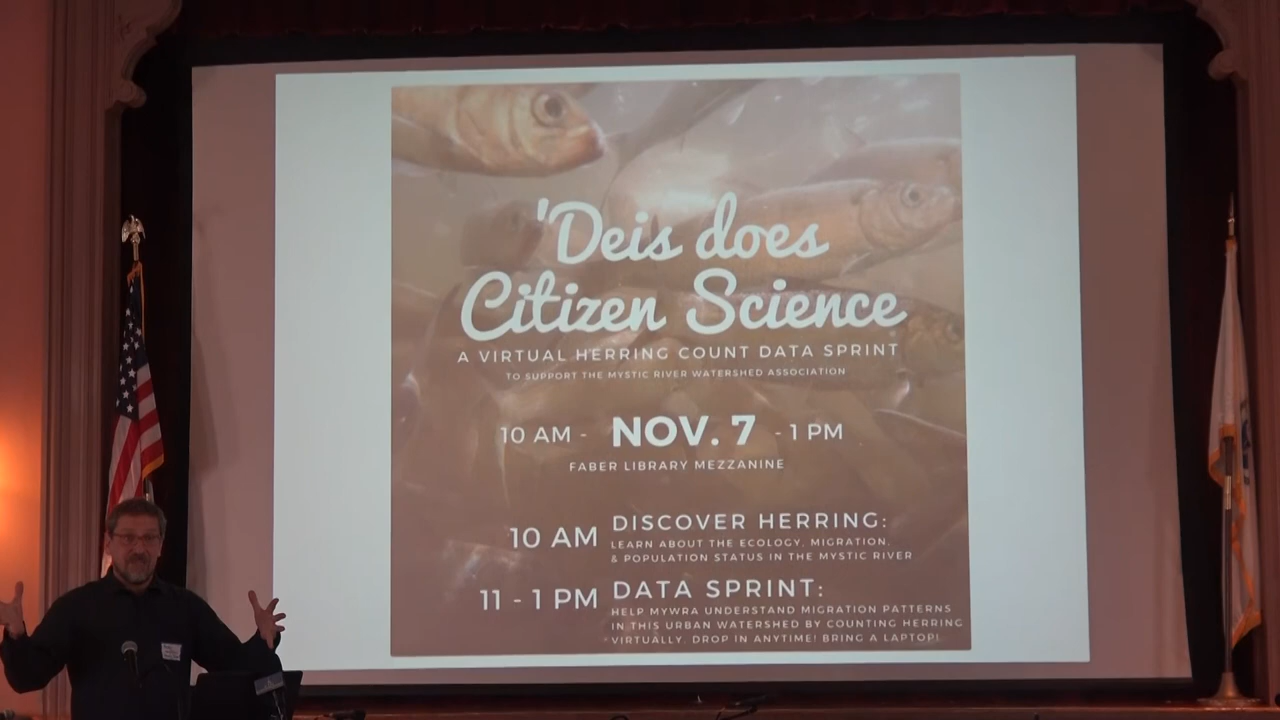 'Deis does
Citizen Science
A VIRTUAL HERRING COUNT DATA SPRINT
TO SUPPORT THE MYSTIC RIVER WATERSHED ASSOCIATION
10 AM - NOV. 7 - 1 PM
FABER LIBRARY MEZZANINE
10 AM DISCOVER HERRING:
LEARN ABOUT THE ECOLOGY, MIGRATION,
& POPULATION STATUS IN THE MYSTIC RIVER
11 - 1 PM DATA SPRINT:
HELP MYWRA UNDERSTAND MIGRATION PATTERNS
IN THIS URBAN WATERSHED BY COUNTING HERRING
VIRTUALLY. DROP IN ANYTIME! BRING A LAPTOP!